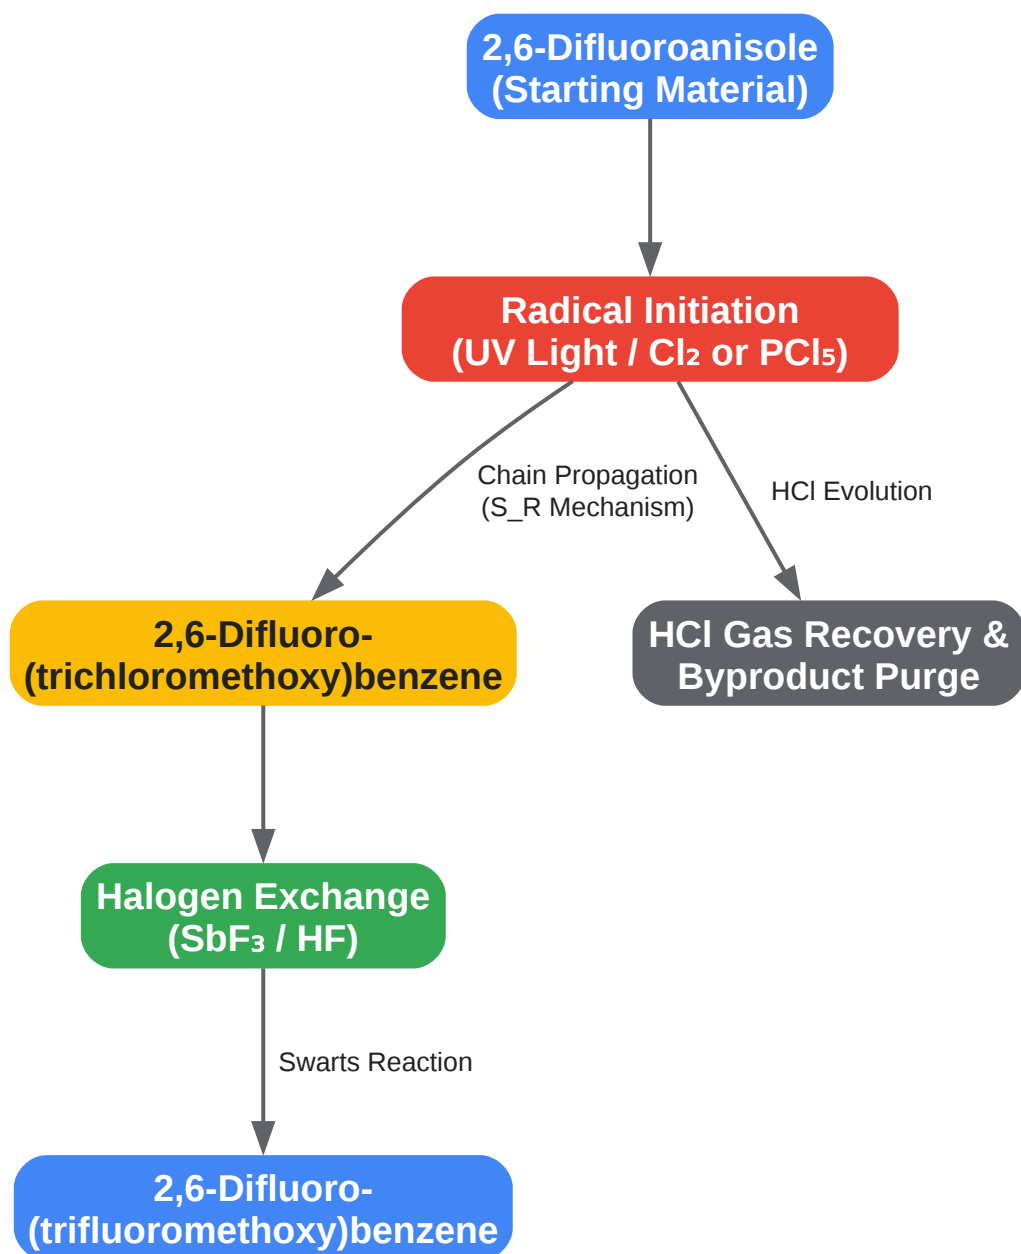 2,6-Difluoroanisole
(Starting Material)
Radical Initiation
(UV Light / Cl₂ or PCl₅)
Chain Propagation
(S_R Mechanism)
HCl Evolution
2,6-Difluoro-
(trichloromethoxy)benzene
HCl Gas Recovery &
Byproduct Purge
Halogen Exchange
(SbF₃ / HF)
Swarts Reaction
2,6-Difluoro-
(trifluoromethoxy)benzene